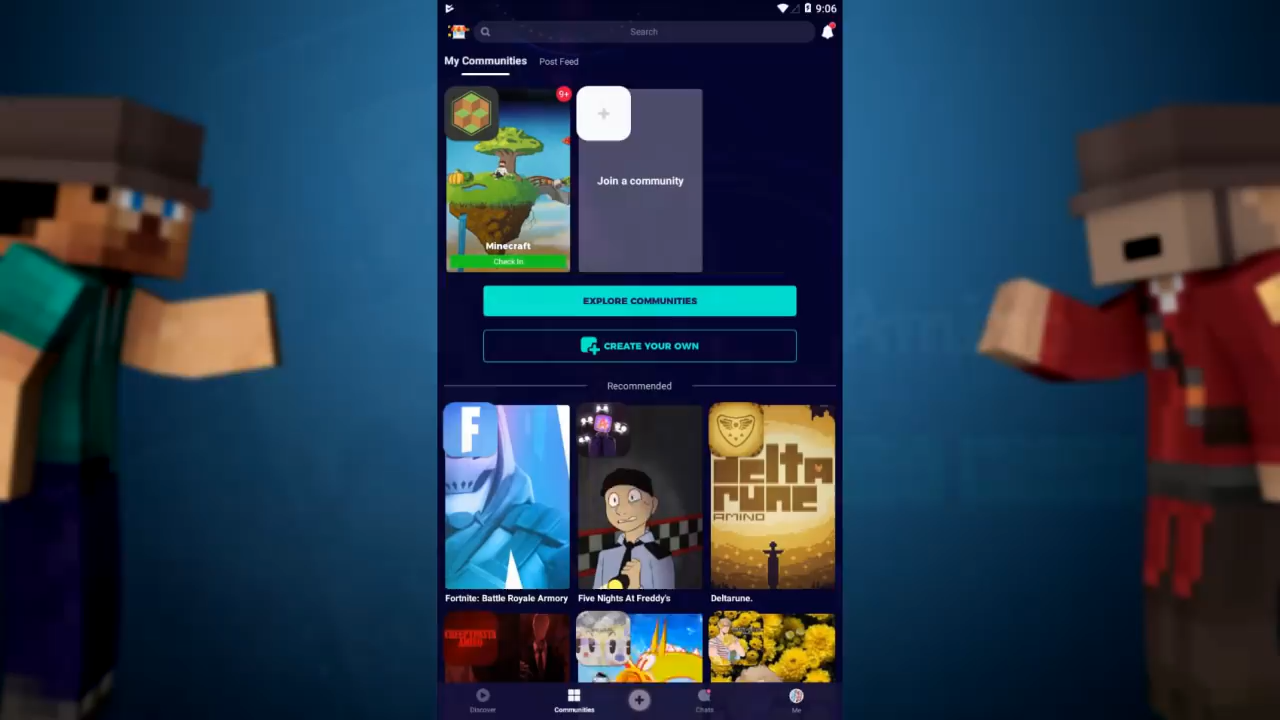 9:06
Search
My Communities
Post Feed
9+
Join a community
Minecraft
Check In
EXPLORE COMMUNITIES
CREATE YOUR OWN
Recommended
F
delta
rune
AMINO
Fortnite: Battle Royale Armory
Five Nights At Freddy's
Deltarune.
Discover
Communities
Chats
Me